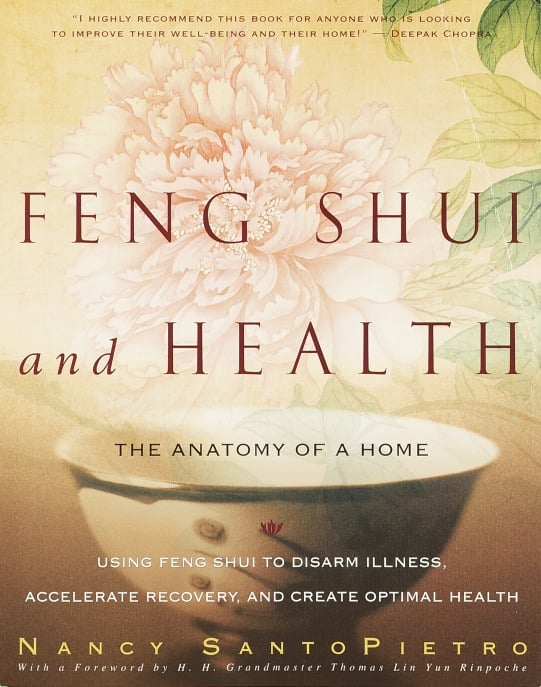 “I HIGHLY RECOMMEND THIS BOOK FOR ANYONE WHO IS LOOKING
TO IMPROVE THEIR WELL-BEING AND THEIR HOME!” — DEEPAK CHOPRA
FENG SHUI
and HEALTH
THE ANATOMY OF A HOME
USING FENG SHUI TO DISARM ILLNESS,
ACCELERATE RECOVERY, AND CREATE OPTIMAL HEALTH
NANCY SANTOPIETRO
With a Foreword by H. H. Grandmaster Thomas Lin Yun Rinpoche